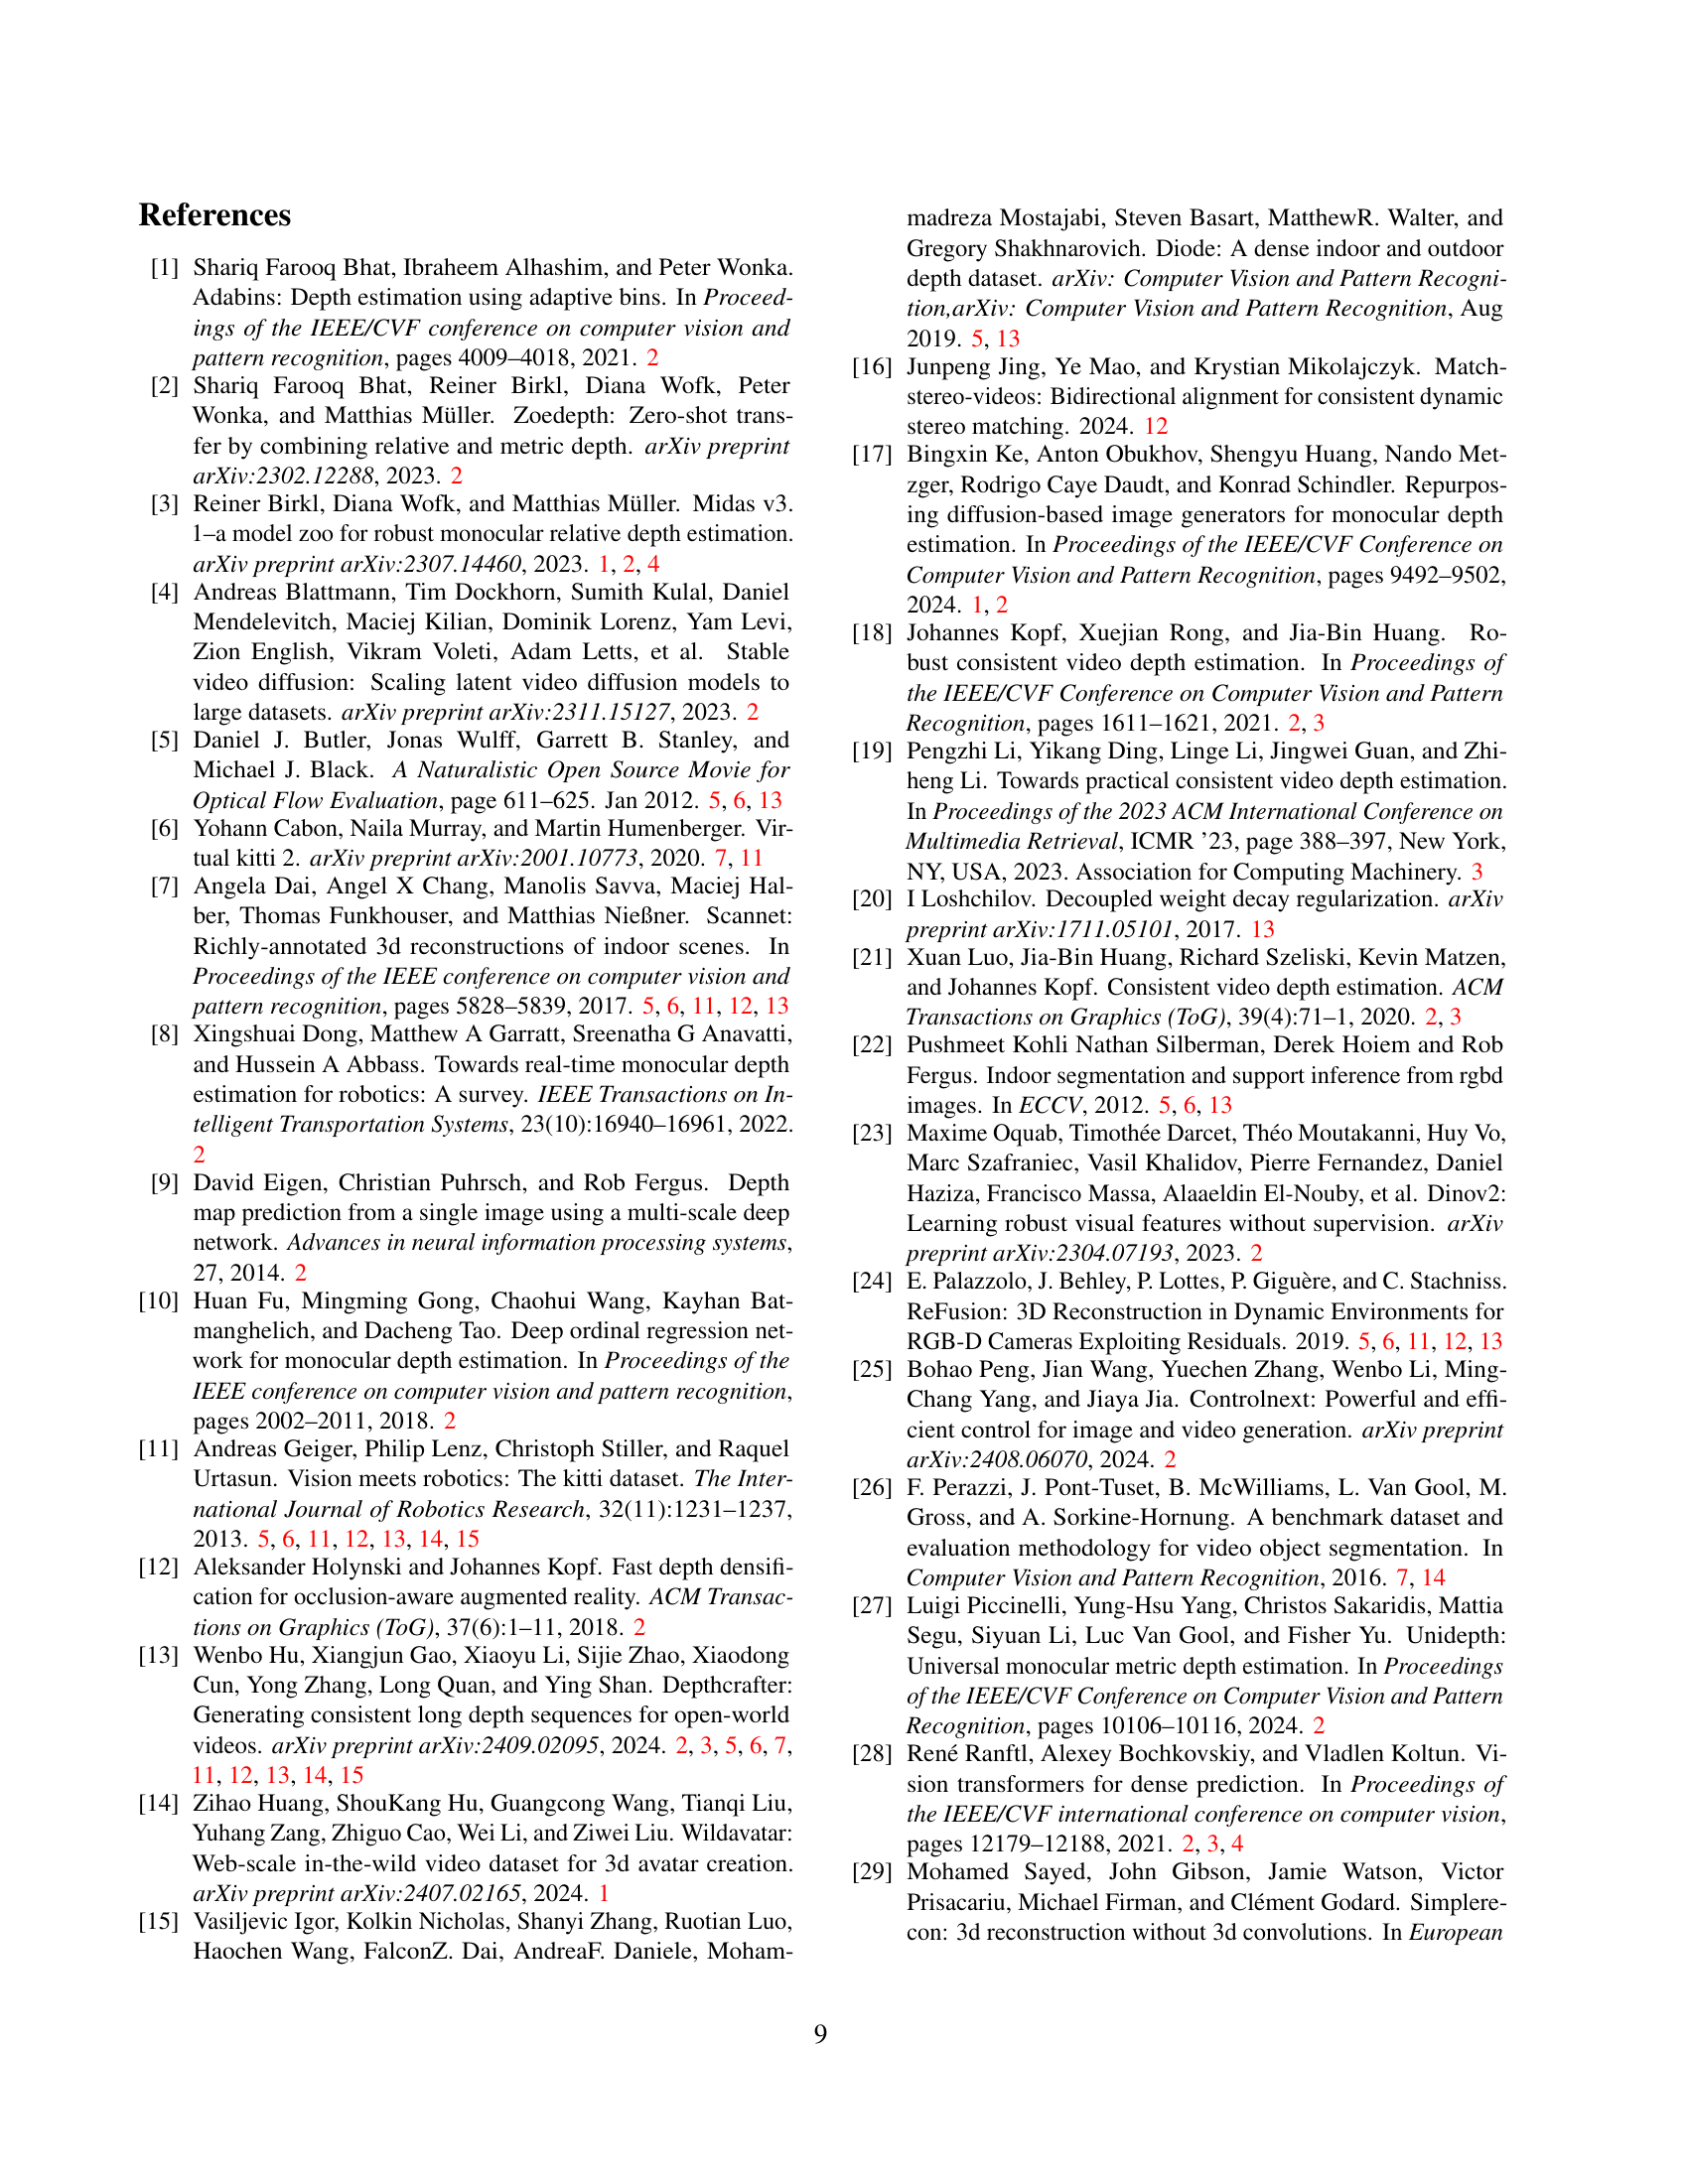 References
[1] Shariq Farooq Bhat, Ibraheem Alhashim, and Peter Wonka.
Adabins: Depth estimation using adaptive bins. In Proceed-
ings of the IEEE/CVF conference on computer vision and
pattern recognition, pages 4009–4018, 2021. 2
[2] Shariq Farooq Bhat, Reiner Birkl, Diana Wofk, Peter
Wonka, and Matthias Müller. Zoedepth: Zero-shot trans-
fer by combining relative and metric depth. arXiv preprint
arXiv:2302.12288, 2023. 2
[3] Reiner Birkl, Diana Wofk, and Matthias Müller. Midas v3.
1–a model zoo for robust monocular relative depth estimation.
arXiv preprint arXiv:2307.14460, 2023. 1, 2, 4
[4] Andreas Blattmann, Tim Dockhorn, Sumith Kulal, Daniel
Mendelevitch, Maciej Kilian, Dominik Lorenz, Yam Levi,
Zion English, Vikram Voleti, Adam Letts, et al. Stable
video diffusion: Scaling latent video diffusion models to
large datasets. arXiv preprint arXiv:2311.15127, 2023. 2
[5] Daniel J. Butler, Jonas Wulff, Garrett B. Stanley, and
Michael J. Black. A Naturalistic Open Source Movie for
Optical Flow Evaluation, page 611–625. Jan 2012. 5, 6, 13
[6] Yohann Cabon, Naila Murray, and Martin Humenberger. Vir-
tual kitti 2. arXiv preprint arXiv:2001.10773, 2020. 7, 11
[7] Angela Dai, Angel X Chang, Manolis Savva, Maciej Hal-
ber, Thomas Funkhouser, and Matthias Nießner. Scannet:
Richly-annotated 3d reconstructions of indoor scenes. In
Proceedings of the IEEE conference on computer vision and
pattern recognition, pages 5828–5839, 2017. 5, 6, 11, 12, 13
[8] Xingshuai Dong, Matthew A Garratt, Sreenatha G Anavatti,
and Hussein A Abbass. Towards real-time monocular depth
estimation for robotics: A survey. IEEE Transactions on In-
telligent Transportation Systems, 23(10):16940–16961, 2022.
2
[9] David Eigen, Christian Puhrsch, and Rob Fergus. Depth
map prediction from a single image using a multi-scale deep
network. Advances in neural information processing systems,
27, 2014. 2
[10] Huan Fu, Mingming Gong, Chaohui Wang, Kayhan Bat-
manghelich, and Dacheng Tao. Deep ordinal regression net-
work for monocular depth estimation. In Proceedings of the
IEEE conference on computer vision and pattern recognition,
pages 2002–2011, 2018. 2
[11] Andreas Geiger, Philip Lenz, Christoph Stiller, and Raquel
Urtasun. Vision meets robotics: The kitti dataset. The Inter-
national Journal of Robotics Research, 32(11):1231–1237,
2013. 5, 6, 11, 12, 13, 14, 15
[12] Aleksander Holynski and Johannes Kopf. Fast depth densifi-
cation for occlusion-aware augmented reality. ACM Transac-
tions on Graphics (ToG), 37(6):1–11, 2018. 2
[13] Wenbo Hu, Xiangjun Gao, Xiaoyu Li, Sijie Zhao, Xiaodong
Cun, Yong Zhang, Long Quan, and Ying Shan. Depthcrafter:
Generating consistent long depth sequences for open-world
videos. arXiv preprint arXiv:2409.02095, 2024. 2, 3, 5, 6, 7,
11, 12, 13, 14, 15
[14] Zihao Huang, ShouKang Hu, Guangcong Wang, Tianqi Liu,
Yuhang Zang, Zhiguo Cao, Wei Li, and Ziwei Liu. Wildavatar:
Web-scale in-the-wild video dataset for 3d avatar creation.
arXiv preprint arXiv:2407.02165, 2024. 1
[15] Vasiljevic Igor, Kolkin Nicholas, Shanyi Zhang, Ruotian Luo,
Haochen Wang, FalconZ. Dai, AndreaF. Daniele, Moham-
madreza Mostajabi, Steven Basart, MatthewR. Walter, and
Gregory Shakhnarovich. Diode: A dense indoor and outdoor
depth dataset. arXiv: Computer Vision and Pattern Recogni-
tion,arXiv: Computer Vision and Pattern Recognition, Aug
2019. 5, 13
[16] Junpeng Jing, Ye Mao, and Krystian Mikolajczyk. Match-
stereo-videos: Bidirectional alignment for consistent dynamic
stereo matching. 2024. 12
[17] Bingxin Ke, Anton Obukhov, Shengyu Huang, Nando Met-
zger, Rodrigo Caye Daudt, and Konrad Schindler. Repurpos-
ing diffusion-based image generators for monocular depth
estimation. In Proceedings of the IEEE/CVF Conference on
Computer Vision and Pattern Recognition, pages 9492–9502,
2024. 1, 2
[18] Johannes Kopf, Xuejian Rong, and Jia-Bin Huang. Ro-
bust consistent video depth estimation. In Proceedings of
the IEEE/CVF Conference on Computer Vision and Pattern
Recognition, pages 1611–1621, 2021. 2, 3
[19] Pengzhi Li, Yikang Ding, Linge Li, Jingwei Guan, and Zhi-
heng Li. Towards practical consistent video depth estimation.
In Proceedings of the 2023 ACM International Conference on
Multimedia Retrieval, ICMR ’23, page 388–397, New York,
NY, USA, 2023. Association for Computing Machinery. 3
[20] I Loshchilov. Decoupled weight decay regularization. arXiv
preprint arXiv:1711.05101, 2017. 13
[21] Xuan Luo, Jia-Bin Huang, Richard Szeliski, Kevin Matzen,
and Johannes Kopf. Consistent video depth estimation. ACM
Transactions on Graphics (ToG), 39(4):71–1, 2020. 2, 3
[22] Pushmeet Kohli Nathan Silberman, Derek Hoiem and Rob
Fergus. Indoor segmentation and support inference from rgbd
images. In ECCV, 2012. 5, 6, 13
[23] Maxime Oquab, Timothée Darcet, Théo Moutakanni, Huy Vo,
Marc Szafraniec, Vasil Khalidov, Pierre Fernandez, Daniel
Haziza, Francisco Massa, Alaaeldin El-Nouby, et al. Dinov2:
Learning robust visual features without supervision. arXiv
preprint arXiv:2304.07193, 2023. 2
[24] E. Palazzolo, J. Behley, P. Lottes, P. Giguère, and C. Stachniss.
ReFusion: 3D Reconstruction in Dynamic Environments for
RGB-D Cameras Exploiting Residuals. 2019. 5, 6, 11, 12, 13
[25] Bohao Peng, Jian Wang, Yuechen Zhang, Wenbo Li, Ming-
Chang Yang, and Jiaya Jia. Controlnext: Powerful and effi-
cient control for image and video generation. arXiv preprint
arXiv:2408.06070, 2024. 2
[26] F. Perazzi, J. Pont-Tuset, B. McWilliams, L. Van Gool, M.
Gross, and A. Sorkine-Hornung. A benchmark dataset and
evaluation methodology for video object segmentation. In
Computer Vision and Pattern Recognition, 2016. 7, 14
[27] Luigi Piccinelli, Yung-Hsu Yang, Christos Sakaridis, Mattia
Segu, Siyuan Li, Luc Van Gool, and Fisher Yu. Unidepth:
Universal monocular metric depth estimation. In Proceedings
of the IEEE/CVF Conference on Computer Vision and Pattern
Recognition, pages 10106–10116, 2024. 2
[28] René Ranftl, Alexey Bochkovskiy, and Vladlen Koltun. Vi-
sion transformers for dense prediction. In Proceedings of
the IEEE/CVF international conference on computer vision,
pages 12179–12188, 2021. 2, 3, 4
[29] Mohamed Sayed, John Gibson, Jamie Watson, Victor
Prisacariu, Michael Firman, and Clément Godard. Simplere-
con: 3d reconstruction without 3d convolutions. In European
9